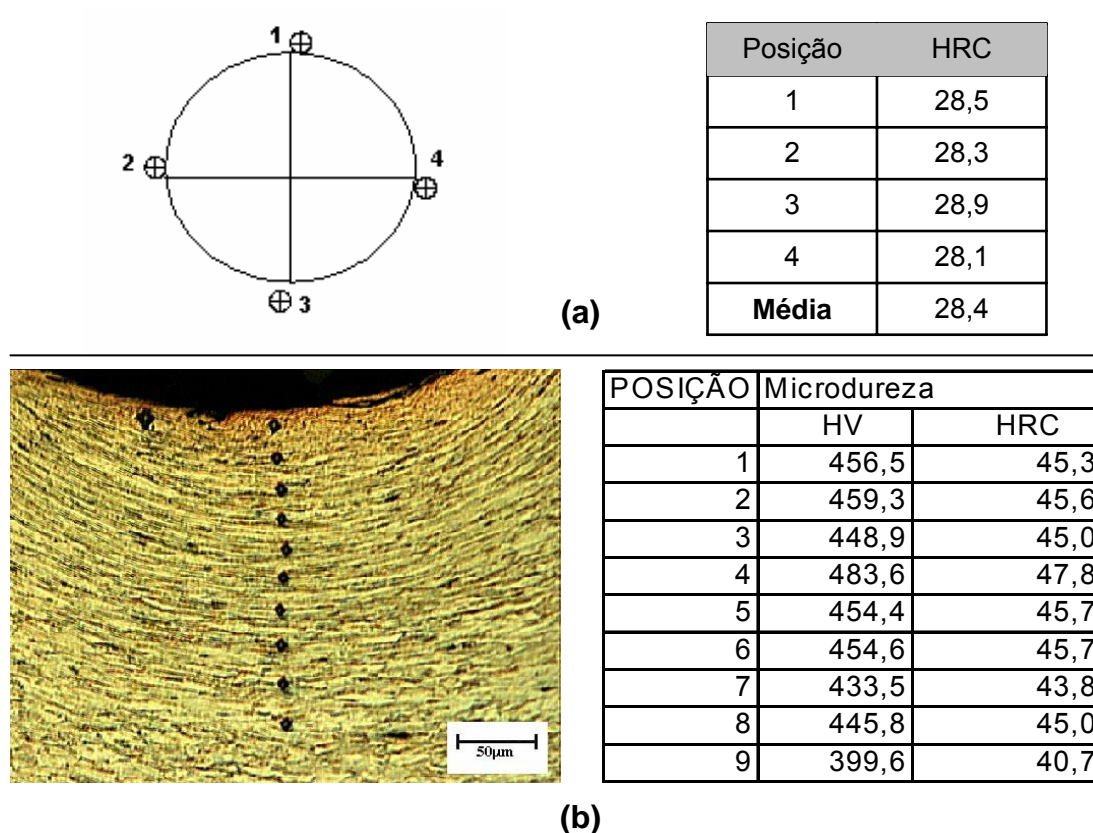 1
2
4
3
(a)
Posição HRC
1 28,5
2 28,3
3 28,9
4 28,1
Média 28,4
50µm
POSIÇÃO Microdureza
HV HRC
1 456,5 45,3
2 459,3 45,6
3 448,9 45,0
4 483,6 47,8
5 454,4 45,7
6 454,6 45,7
7 433,5 43,8
8 445,8 45,0
9 399,6 40,7
(b)